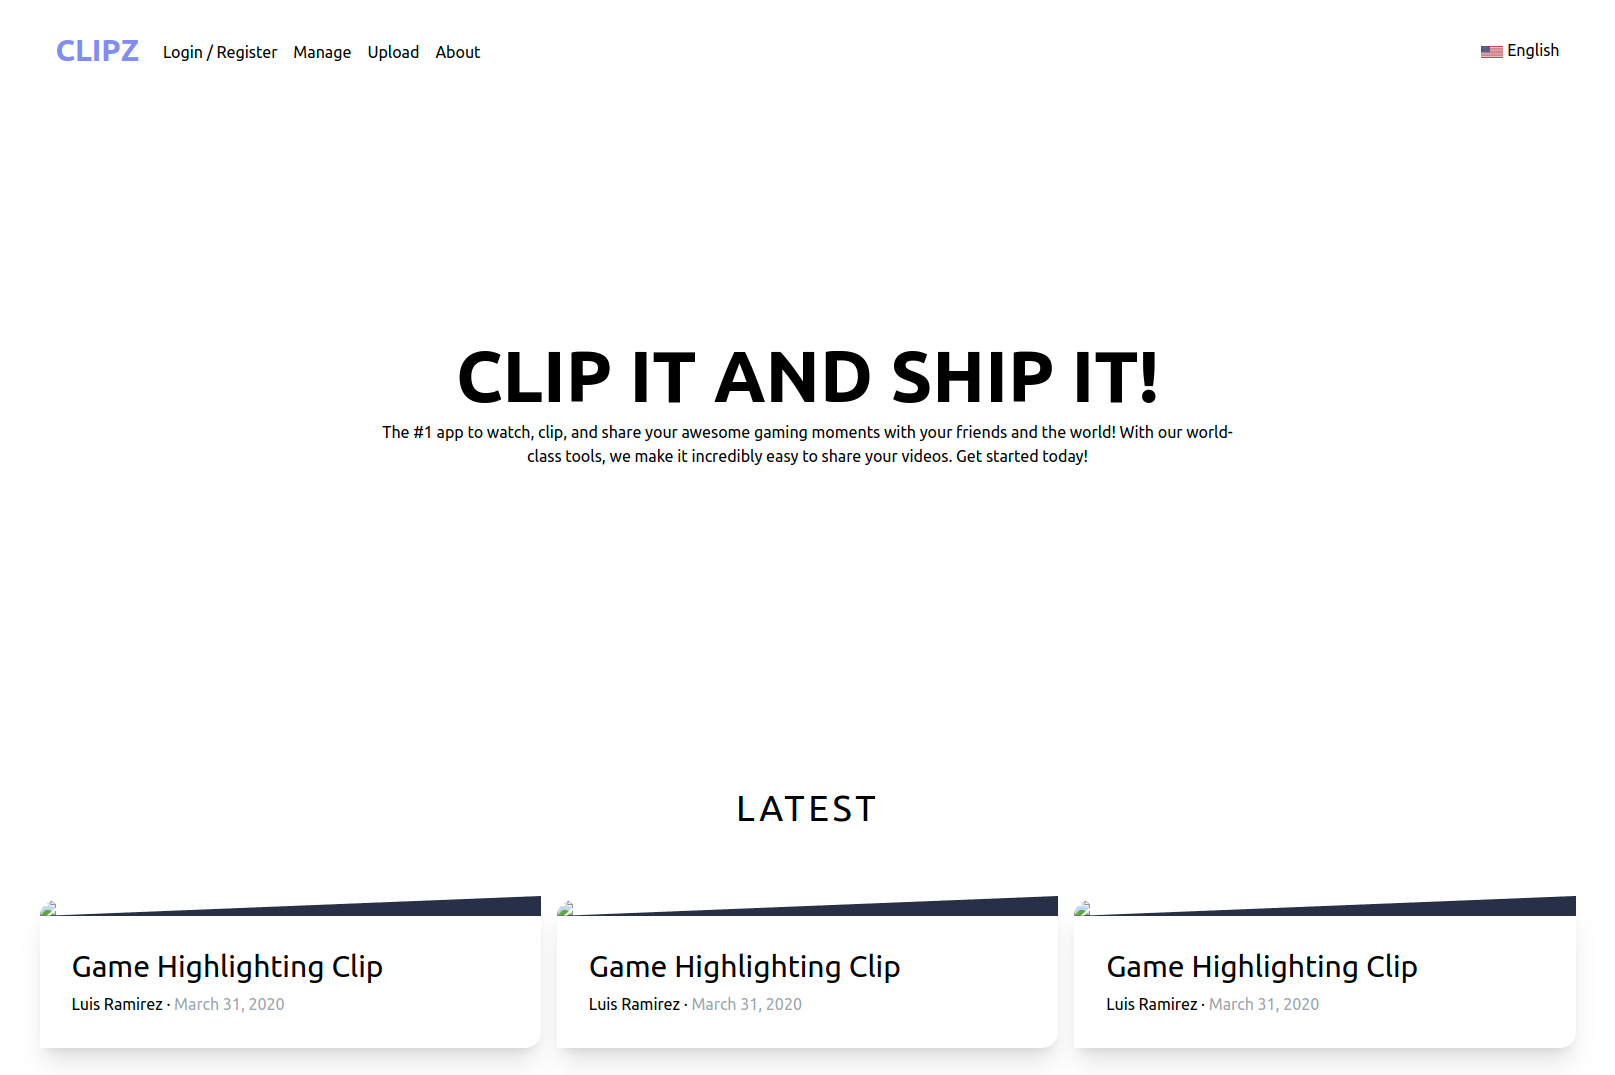 CLIPZ Login / Register Manage Upload About English
CLIP IT AND SHIP IT!
The #1 app to watch, clip, and share your awesome gaming moments with your friends and the world! With our world-
class tools, we make it incredibly easy to share your videos. Get started today!
LATEST
Game Highlighting Clip
Luis Ramirez · March 31, 2020
Game Highlighting Clip
Luis Ramirez · March 31, 2020
Game Highlighting Clip
Luis Ramirez · March 31, 2020